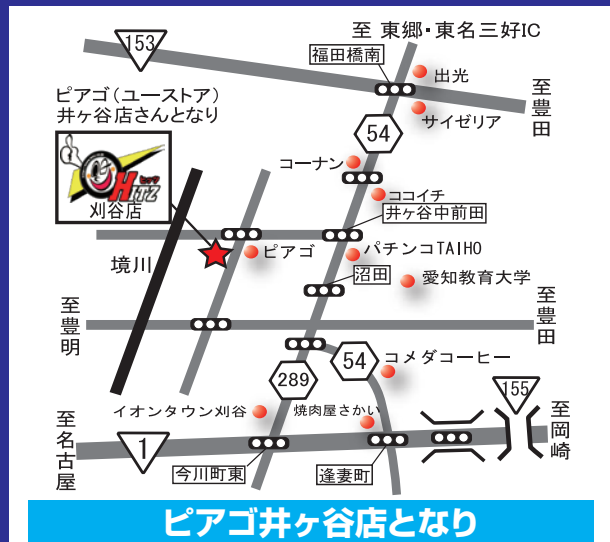 至 東郷・東名三好IC
153
福田橋南
出光
至豊田
ピアゴ(ユーストア)
井ヶ谷店さんとなり
サイゼリア
54
コーナン
ヒッツ
HITZ
刈谷店
ココイチ
井ヶ谷中前田
境川
ピアゴ
パチンコTAIHO
沼田
愛知教育大学
至豊明
至豊田
289
54
コメダコーヒー
155
イオンタウン刈谷
焼肉屋さかい
至名古屋
1
至岡崎
今川町東
逢妻町
ピアゴ井ヶ谷店となり